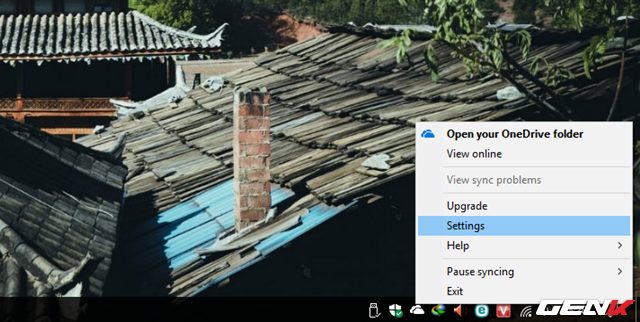 Open your OneDrive folder
View online
View sync problems
Upgrade
Settings
Help
Pause syncing
Exit
GENK